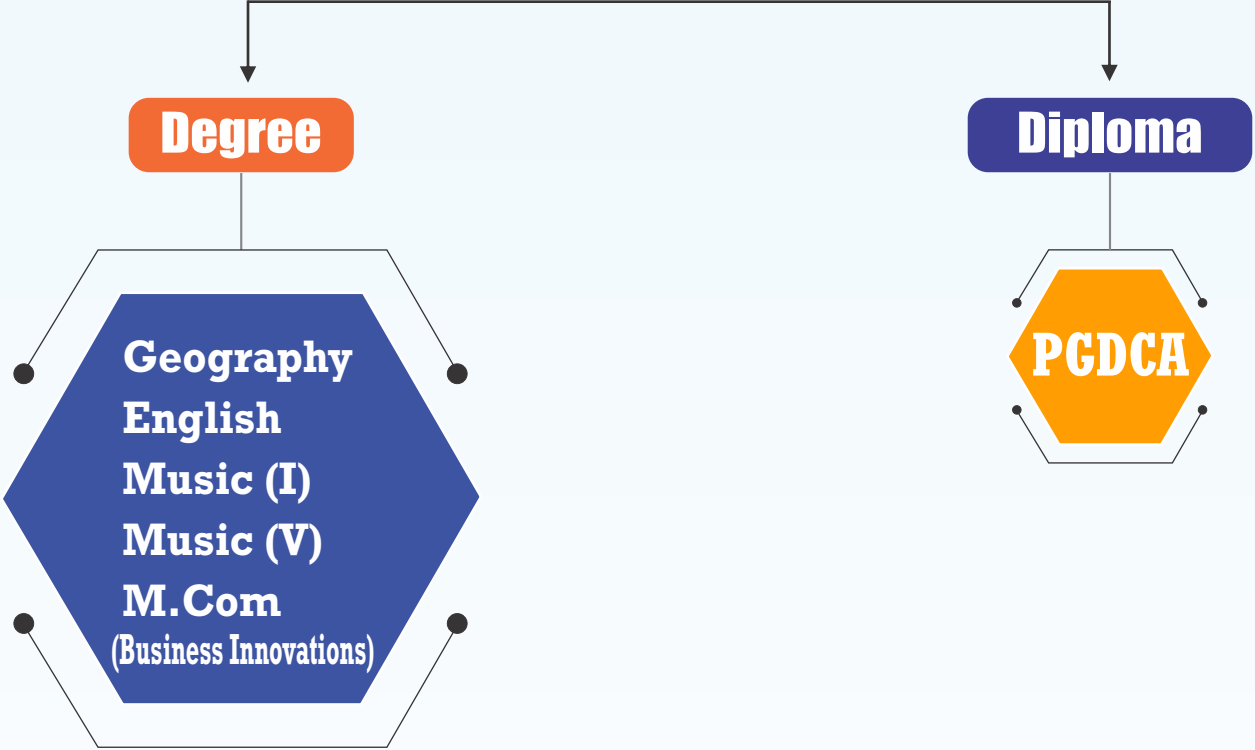 Degree
Diploma
Geography
English
Music (I)
Music (V)
M.Com
(Business Innovations)
PGDCA